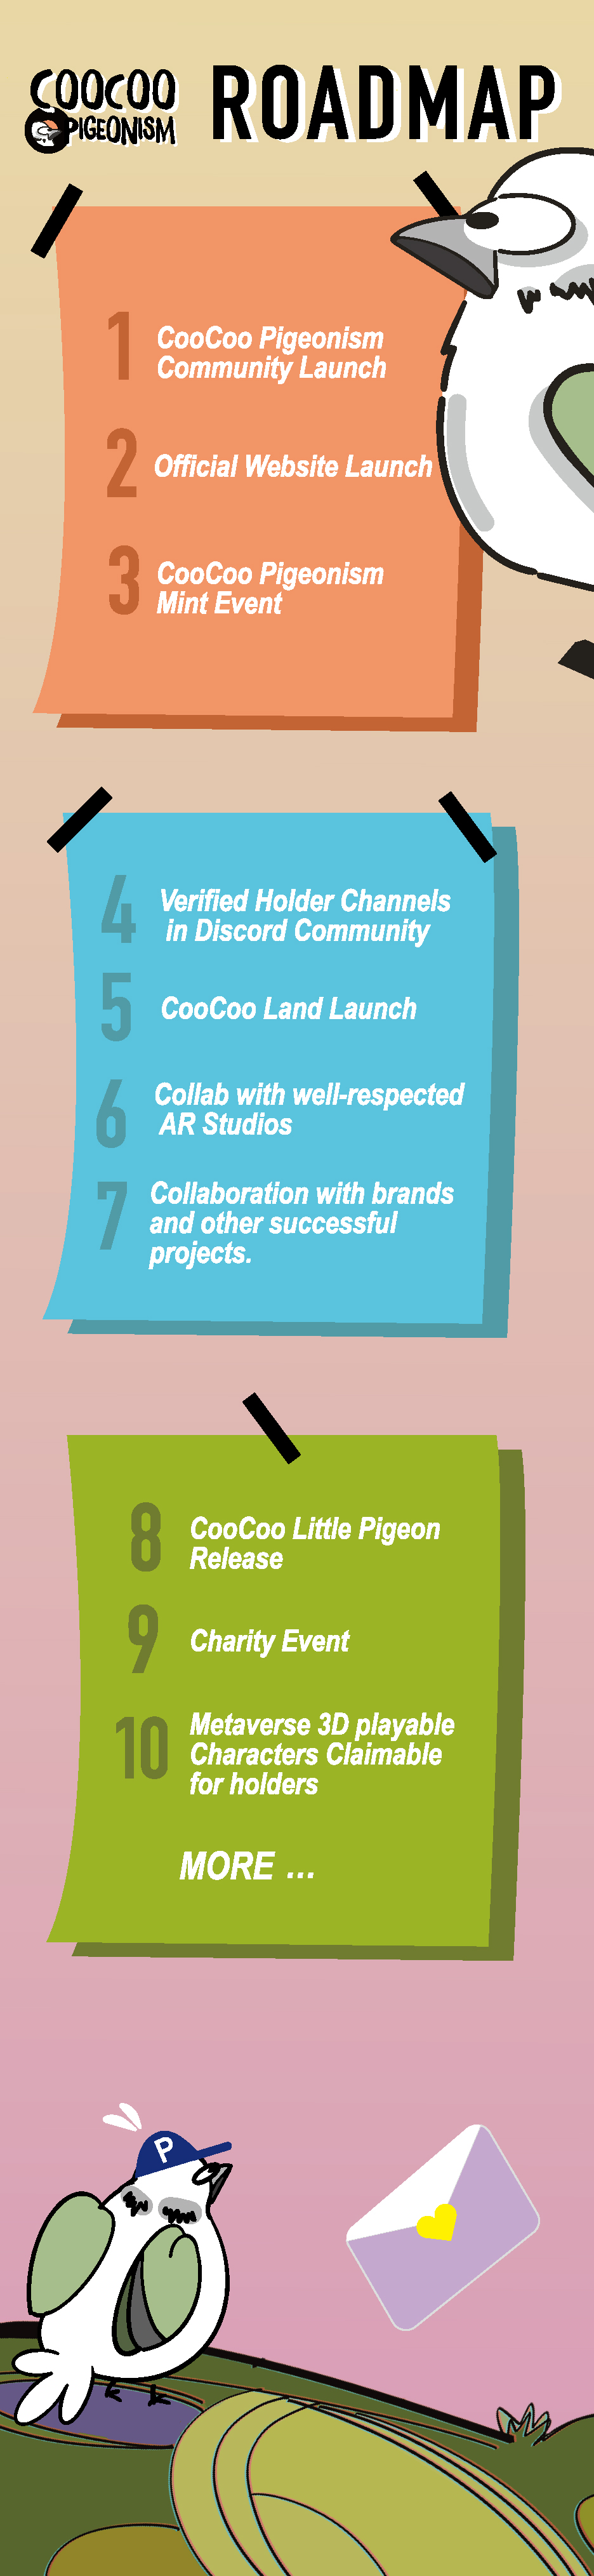 COOCOO
PIGEONISM
ROADMAP
1
CooCoo Pigeonism
Community Launch
2
Official Website Launch
3
CooCoo Pigeonism
Mint Event
4
Verified Holder Channels
in Discord Community
5
CooCoo Land Launch
6
Collab with well-respected
AR Studios
7
Collaboration with brands
and other successful
projects.
8
CooCoo Little Pigeon
Release
9
Charity Event
10
Metaverse 3D playable
Characters Claimable
for holders
MORE ...
P